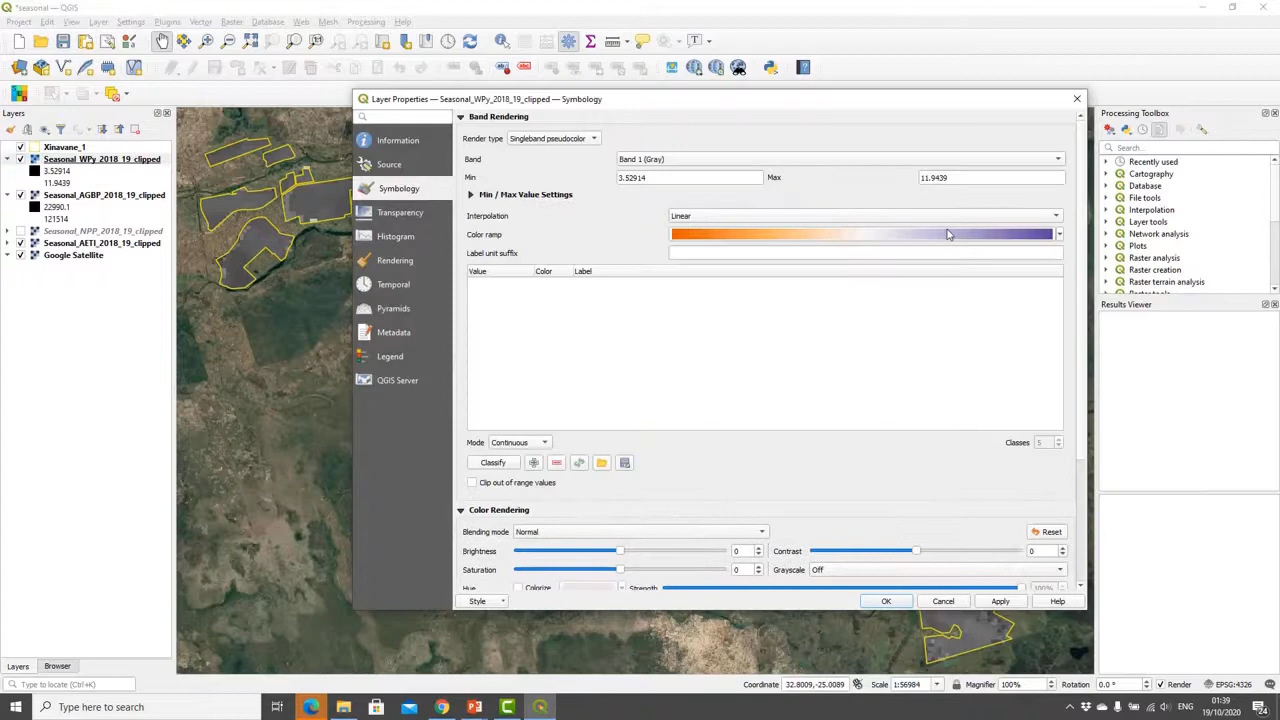 *seasonal — QGIS
Project Edit View Layer Settings Plugins Vector Raster Database Web Mesh Processing Help
Layers
Xinavane_1
Seasonal_WPy_2018_19_clipped
3.52914
11.9439
Seasonal_AGBP_2018_19_clipped
22990.1
121514
Seasonal_NPP_2018_19_clipped
Seasonal_AETI_2018_19_clipped
Google Satellite
Layers Browser
Layer Properties — Seasonal_WPy_2018_19_clipped — Symbology
Information
Source
Symbology
Transparency
Histogram
Rendering
Temporal
Pyramids
Metadata
Legend
QGIS Server
Band Rendering
Render type Singleband pseudocolor
Band Band 1 (Gray)
Min 3.52914 Max 11.9439
Min / Max Value Settings
Interpolation Linear
Color ramp
Label unit suffix
Value Color Label
Mode Continuous Classes 5
Classify
Clip out of range values
Color Rendering
Blending mode Normal Reset
Brightness 0 Contrast 0
Saturation 0 Grayscale Off
Hue Colorize Strength 100%
Style OK Cancel Apply Help
Processing Toolbox
Search...
Recently used
Cartography
Database
File tools
Interpolation
Layer tools
Network analysis
Plots
Raster analysis
Raster creation
Raster terrain analysis
Raster tools
Results Viewer
Type to locate (Ctrl+K)
Coordinate 32.8009,-25.0089 Scale 1:56984 Magnifier 100% Rotation 0.0 ° Render EPSG:4326
Type here to search
ENG
01:39
19/10/2020
24